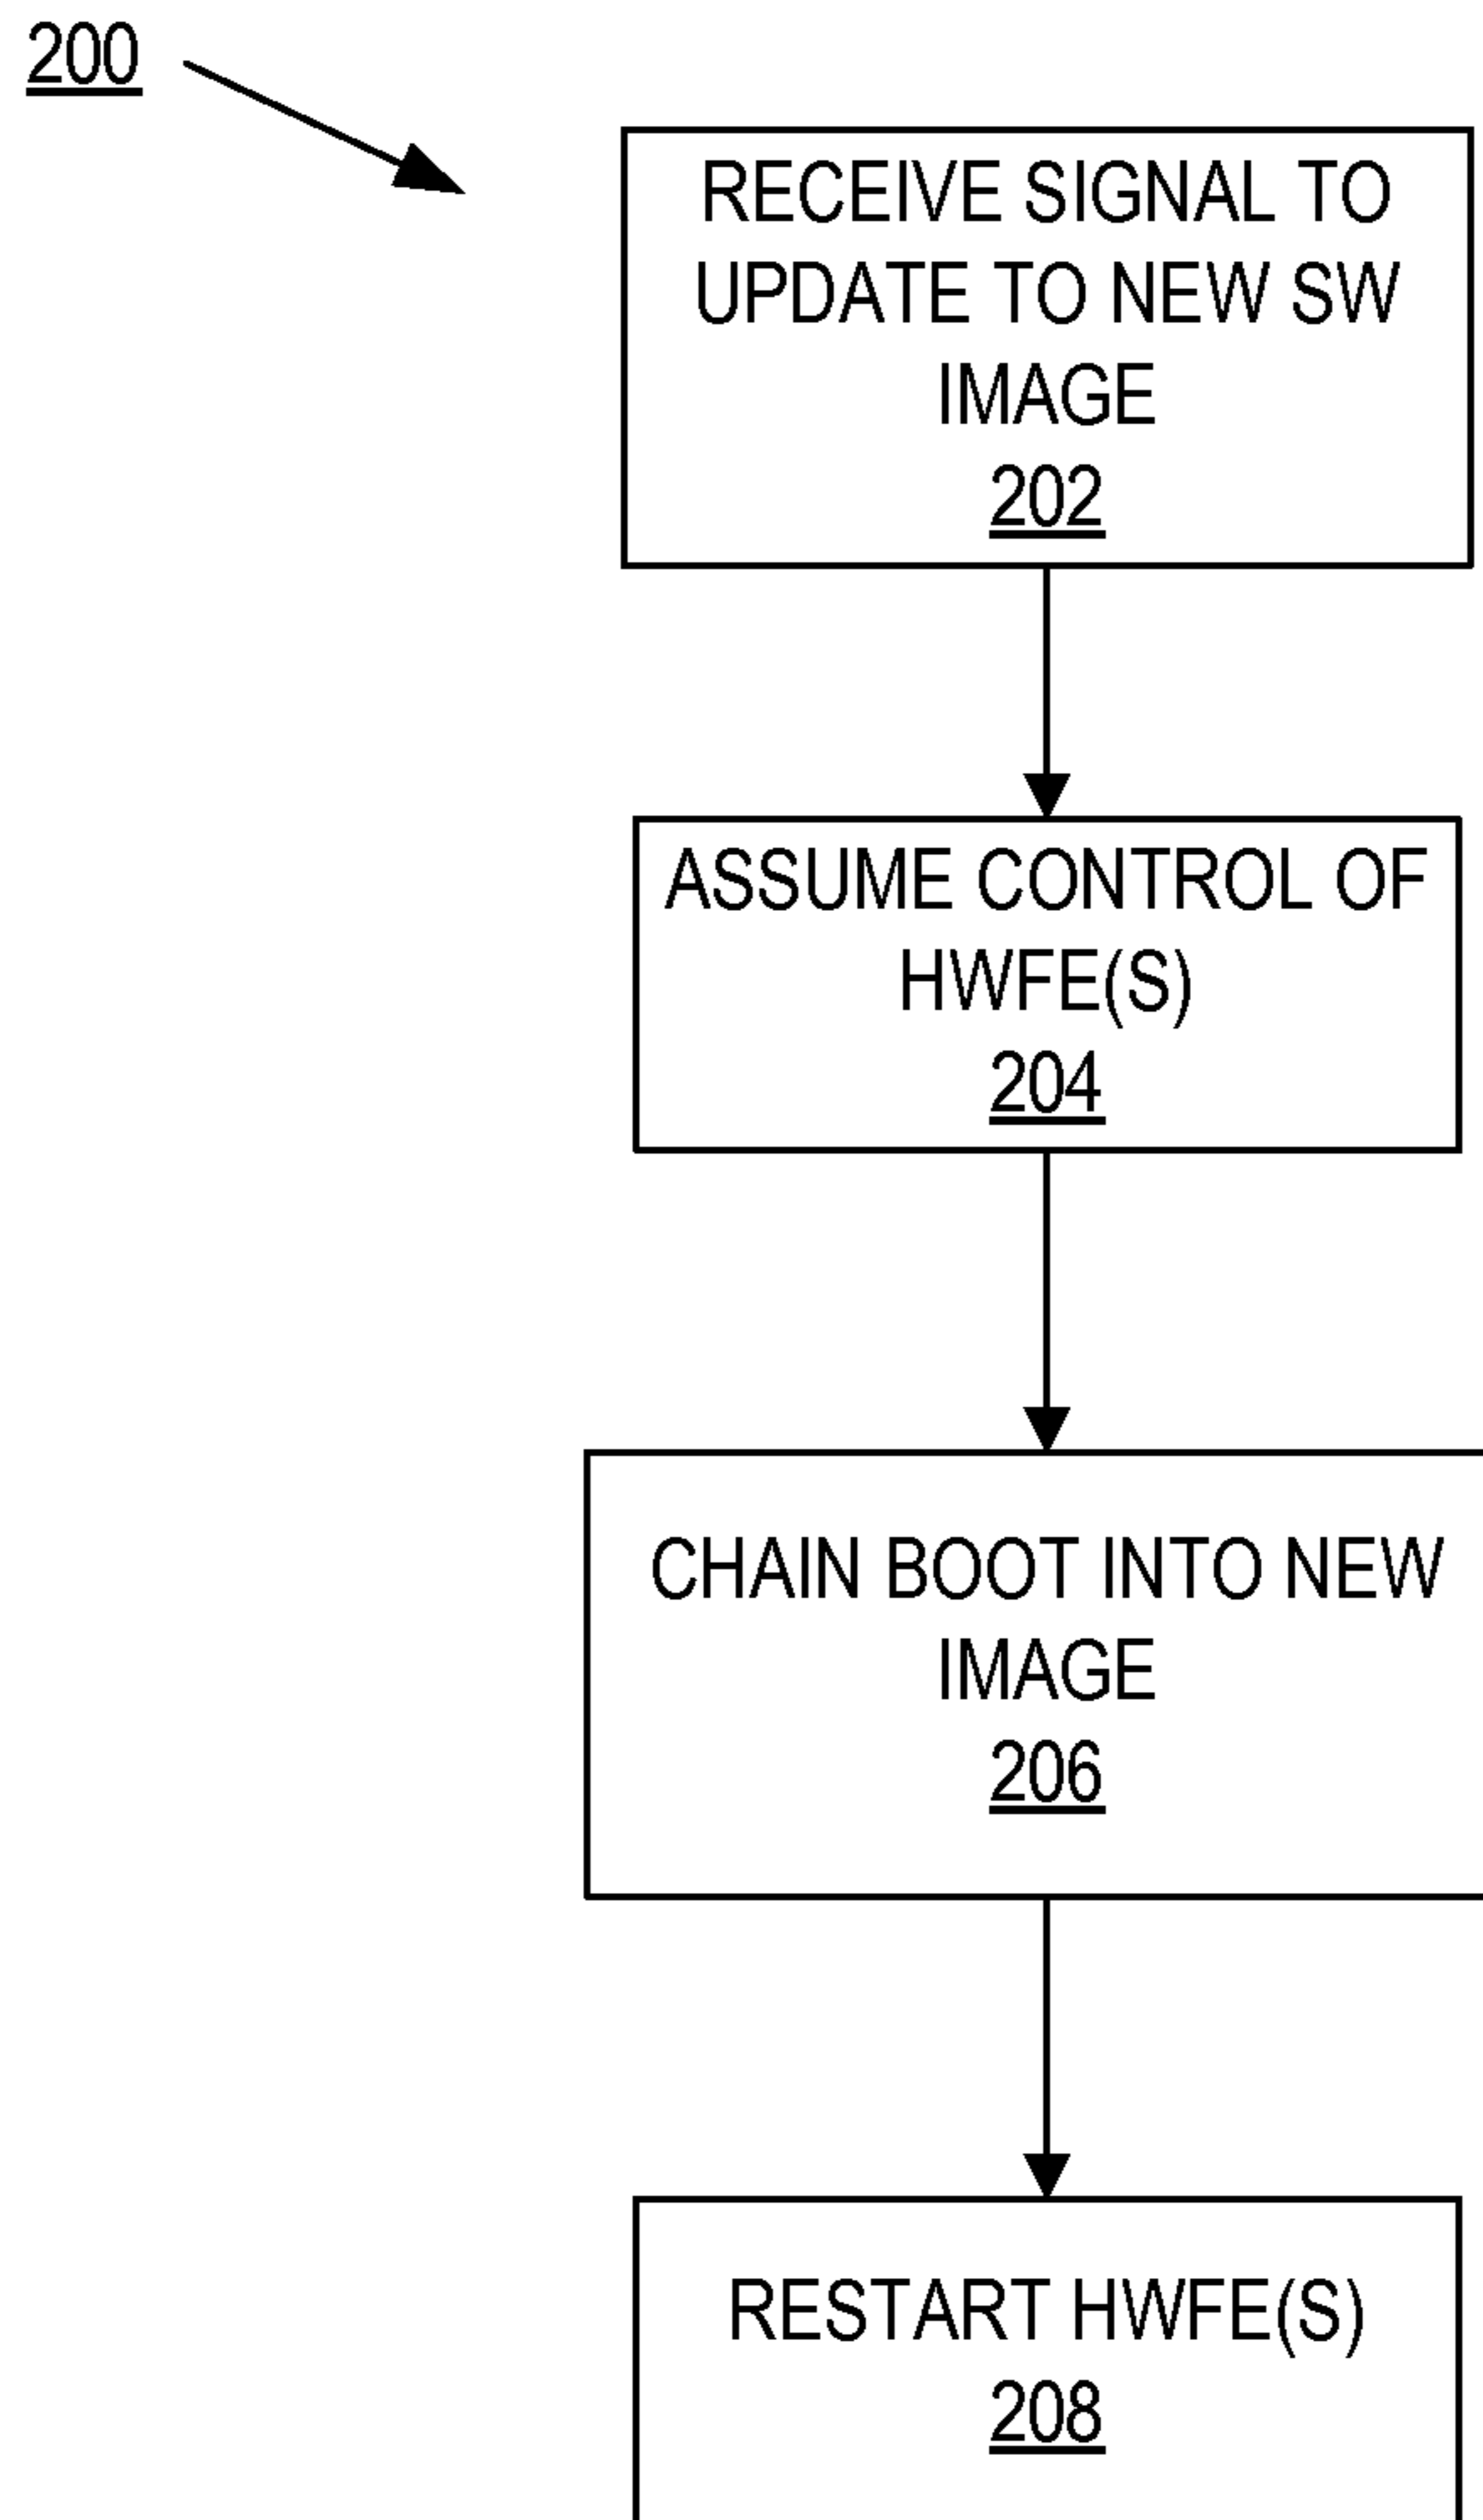 200
RECEIVE SIGNAL TO
UPDATE TO NEW SW
IMAGE
202
ASSUME CONTROL OF
HWFE(S)
204
CHAIN BOOT INTO NEW
IMAGE
206
RESTART HWFE(S)
208